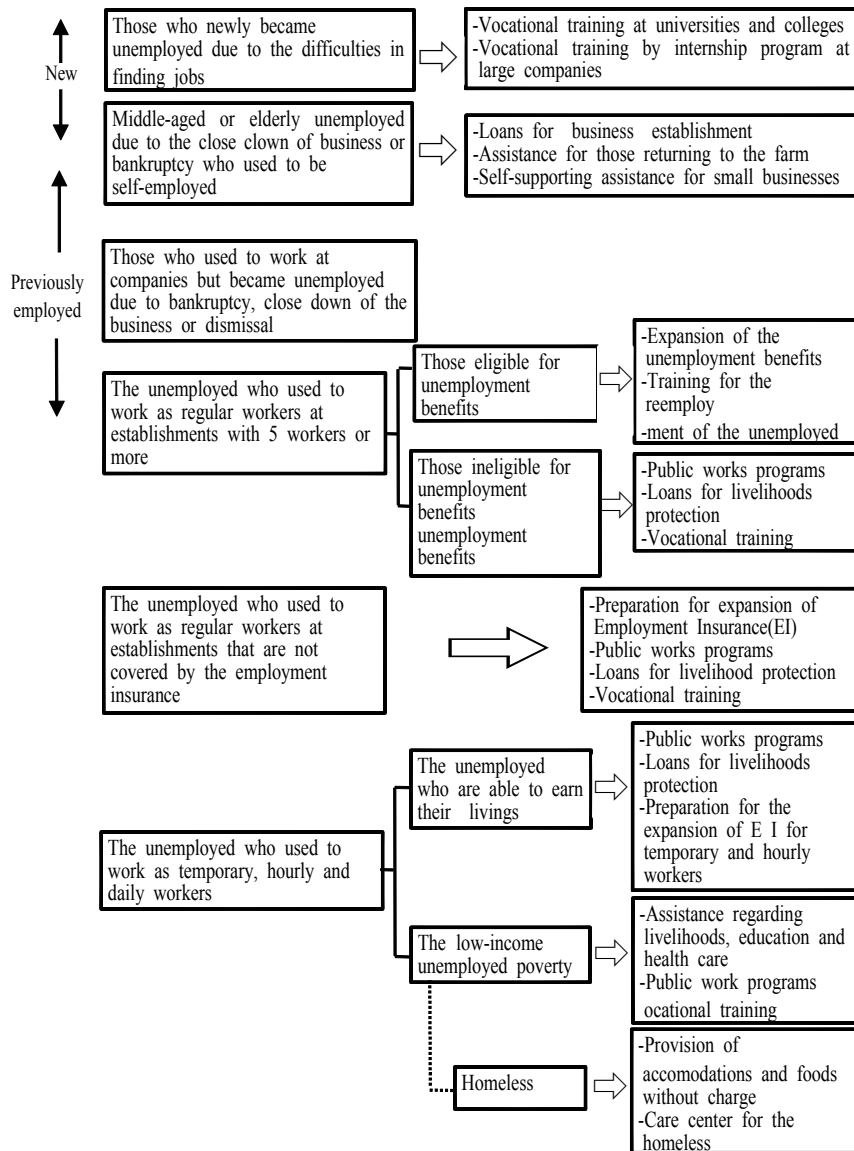 New
Those who newly became
unemployed due to the difficulties in
finding jobs
-Vocational training at universities and colleges
-Vocational training by internship program at
large companies
Middle-aged or elderly unemployed
due to the close clown of business or
bankruptcy who used to be
self-employed
-Loans for business establishment
-Assistance for those returning to the farm
-Self-supporting assistance for small businesses
Previously
employed
Those who used to work at
companies but became unemployed
due to bankruptcy, close down of the
business or dismissal
The unemployed who used to
work as regular workers at
establishments with 5 workers or
more
Those eligible for
unemployment
benefits
-Expansion of the
unemployment benefits
-Training for the
reemploy
-ment of the unemployed
Those ineligible for
unemployment
benefits
unemployment
benefits
-Public works programs
-Loans for livelihoods
protection
-Vocational training
The unemployed who used to
work as regular workers at
establishments that are not
covered by the employment
insurance
-Preparation for expansion of
Employment Insurance(EI)
-Public works programs
-Loans for livelihood protection
-Vocational training
The unemployed who used to
work as temporary, hourly and
daily workers
The unemployed
who are able to earn
their livings
-Public works programs
-Loans for livelihoods
protection
-Preparation for the
expansion of E I for
temporary and hourly
workers
The low-income
unemployed poverty
-Assistance regarding
livelihoods, education and
health care
-Public work programs
ocational training
Homeless
-Provision of
accomodations and foods
without charge
-Care center for the
homeless